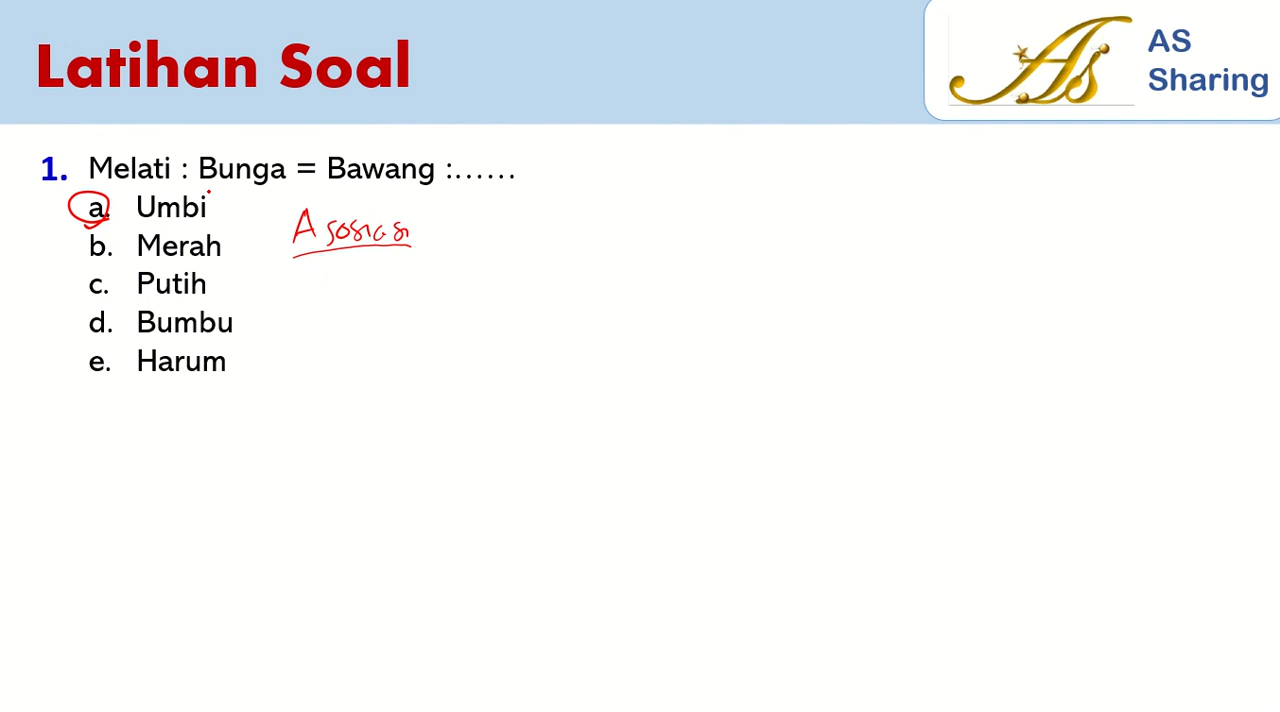 Latihan Soal
AS
Sharing
1. Melati : Bunga = Bawang :......
a. Umbi
b. Merah
c. Putih
d. Bumbu
e. Harum
Asosiasi